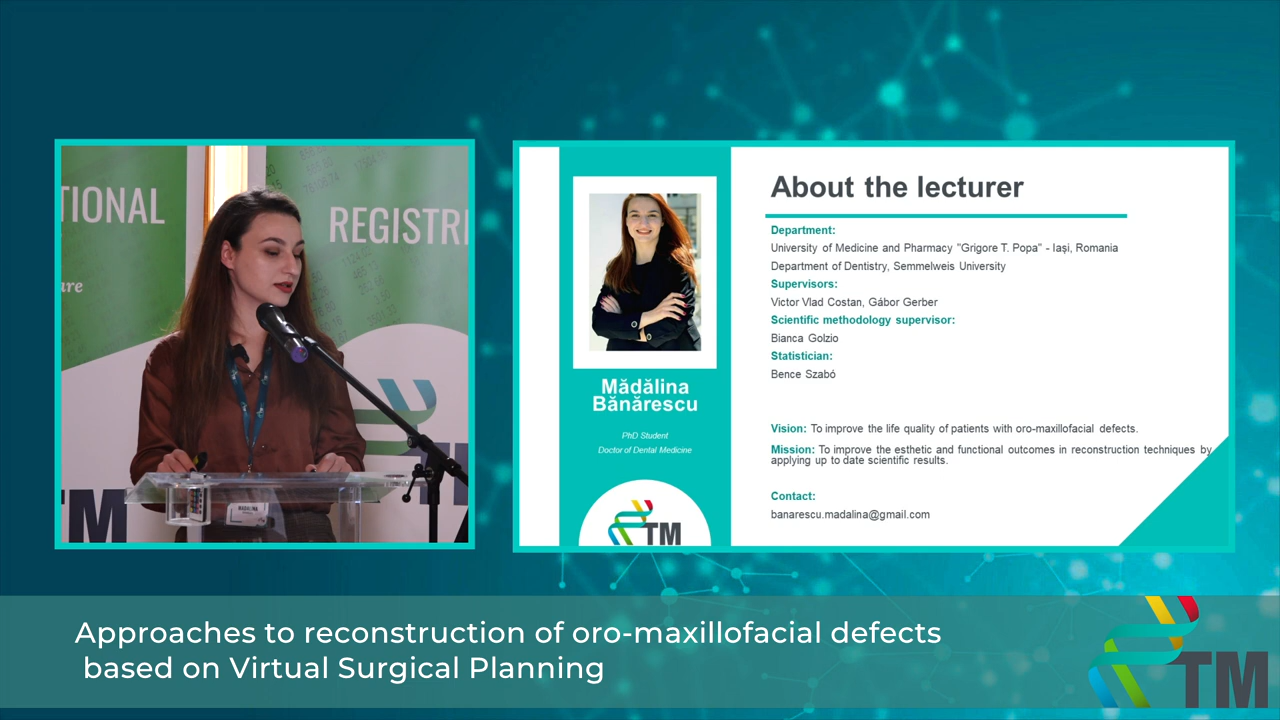 TIONAL
REGISTRI
are
TM
MĂDĂLINA
About the lecturer
Department:
University of Medicine and Pharmacy "Grigore T. Popa" - Iași, Romania
Department of Dentistry, Semmelweis University
Supervisors:
Victor Vlad Costan, Gábor Gerber
Scientific methodology supervisor:
Bianca Golzio
Statistician:
Bence Szabó
Vision: To improve the life quality of patients with oro-maxillofacial defects.
Mission: To improve the esthetic and functional outcomes in reconstruction techniques by
applying up to date scientific results.
Contact:
banarescu.madalina@gmail.com
Mădălina
Bănărescu
PhD Student
Doctor of Dental Medicine
TM
Approaches to reconstruction of oro-maxillofacial defects
based on Virtual Surgical Planning
TM